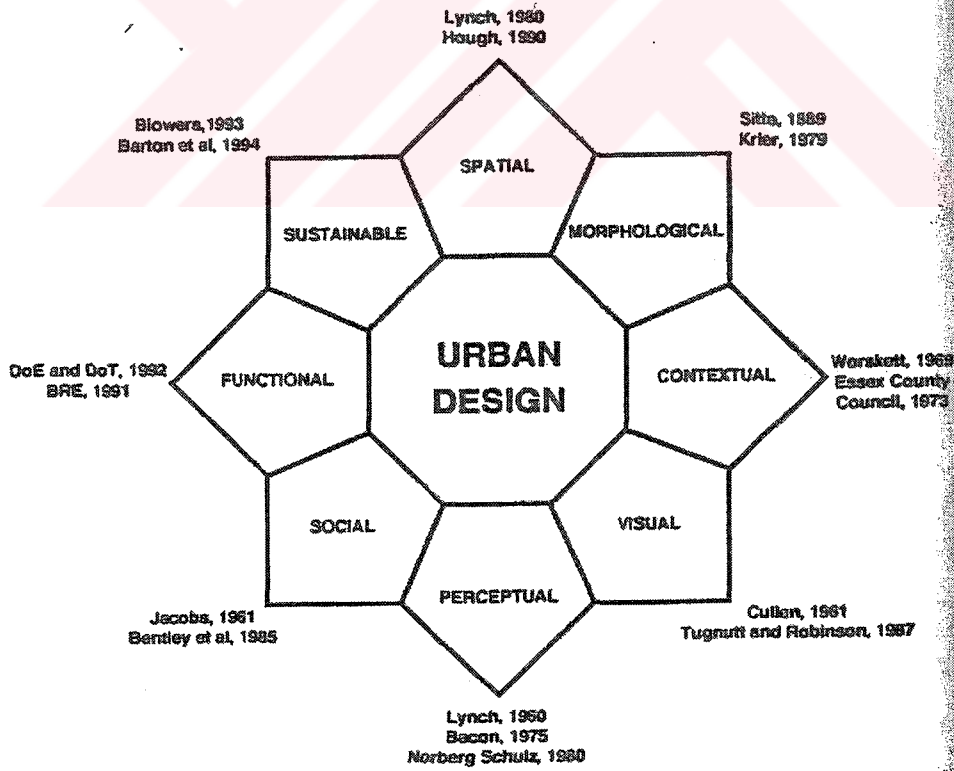 Lynch, 1980
Hough, 1990
Blowers, 1993
Barton et al, 1994
Sitte, 1889
Krier, 1979
SPATIAL
SUSTAINABLE
MORPHOLOGICAL
DoE and DoT, 1992
BRE, 1991
FUNCTIONAL
URBAN
DESIGN
CONTEXTUAL
Worskett, 1969
Essex County
Council, 1973
SOCIAL
VISUAL
PERCEPTUAL
Jacobs, 1961
Bentley et al, 1985
Cullen, 1961
Tugnutt and Robinson, 1987
Lynch, 1960
Bacon, 1975
Norberg Schulz, 1980